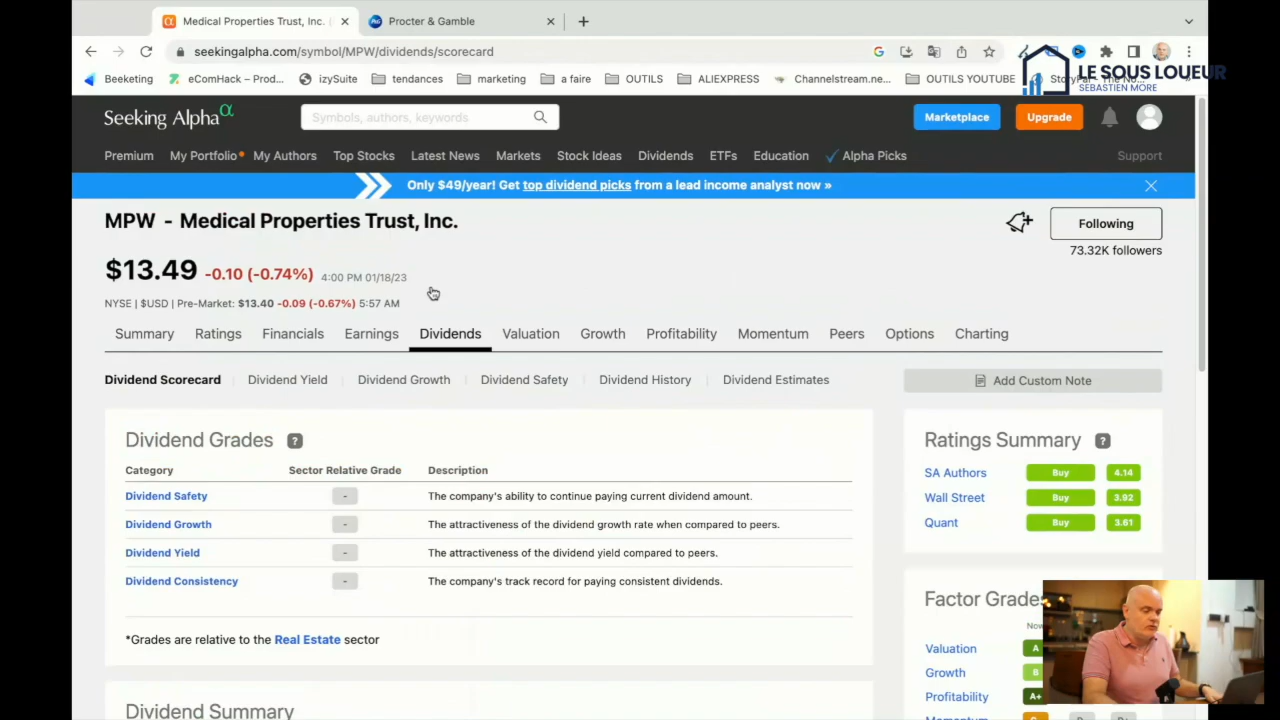 Medical Properties Trust, Inc. (
Procter & Gamble
seekingalpha.com/symbol/MPW/dividends/scorecard
Beeketing
eComHack – Prod...
izySuite
tendances
marketing
a faire
OUTILS
ALIEXPRESS
Channelstream.ne...
OUTILS YOUTUBE
LE SOUS LOUEUR
SEBASTIEN MORE
Seeking Alpha α
Symbols, authors, keywords
Marketplace
Upgrade
Premium
My Portfolio
My Authors
Top Stocks
Latest News
Markets
Stock Ideas
Dividends
ETFs
Education
Alpha Picks
Support
Only $49/year! Get top dividend picks from a lead income analyst now »
MPW - Medical Properties Trust, Inc.
Following
73.32K followers
$13.49 -0.10 (-0.74%) 4:00 PM 01/18/23
NYSE | $USD | Pre-Market: $13.40 -0.09 (-0.67%) 5:57 AM
Summary
Ratings
Financials
Earnings
Dividends
Valuation
Growth
Profitability
Momentum
Peers
Options
Charting
Dividend Scorecard
Dividend Yield
Dividend Growth
Dividend Safety
Dividend History
Dividend Estimates
Add Custom Note
Dividend Grades ?
Category Sector Relative Grade Description
Dividend Safety - The company's ability to continue paying current dividend amount.
Dividend Growth - The attractiveness of the dividend growth rate when compared to peers.
Dividend Yield - The attractiveness of the dividend yield compared to peers.
Dividend Consistency - The company's track record for paying consistent dividends.
*Grades are relative to the Real Estate sector
Dividend Summary
Ratings Summary ?
SA Authors Buy 4.14
Wall Street Buy 3.92
Quant Buy 3.61
Factor Grades
Now
Valuation A
Growth B
Profitability A+
Momentum